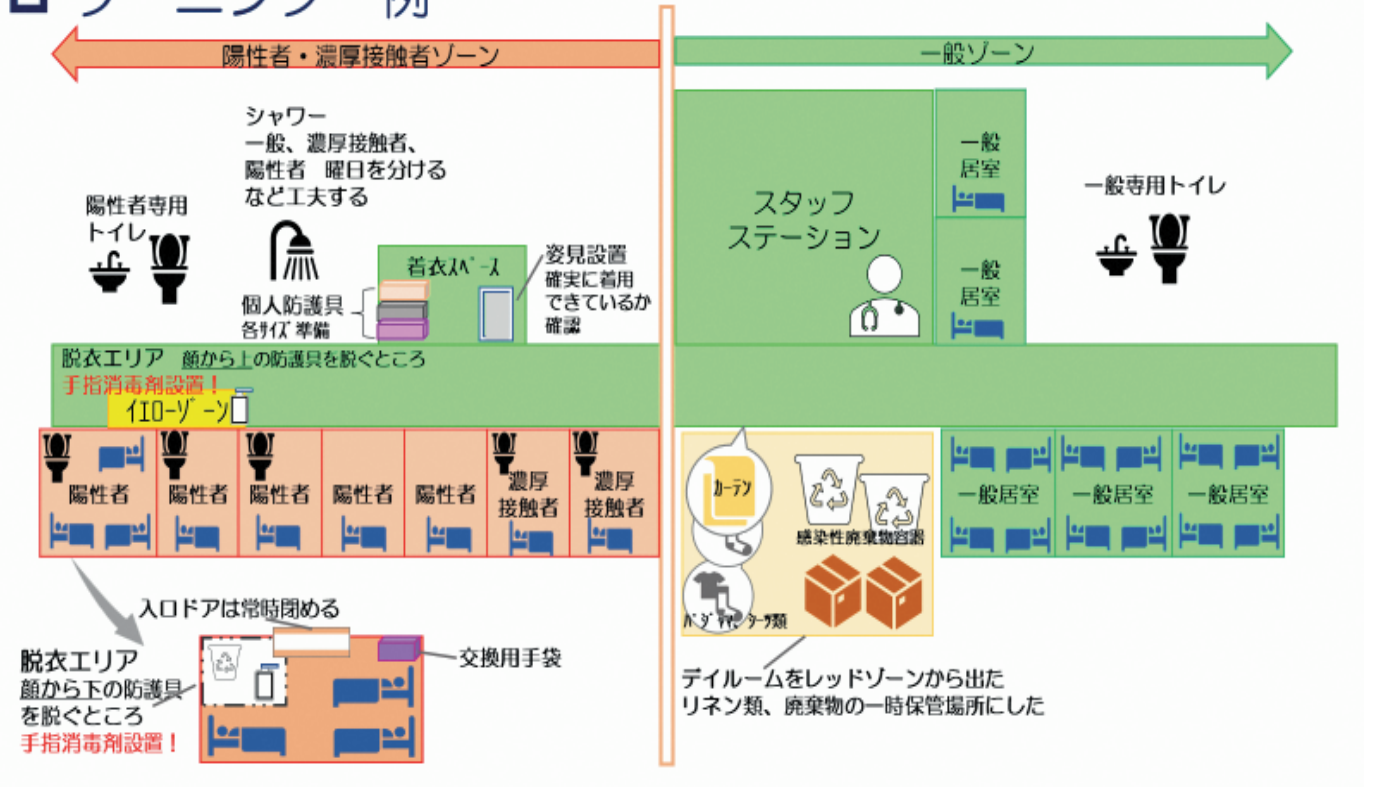 陽性者・濃厚接触者ゾーン
一般ゾーン
シャワー
一般、濃厚接触者、
陽性者 曜日を分ける
など工夫する
陽性者専用
トイレ
着衣スペース
個人防護具
各サイズ準備
姿見設置
確実に着用
できているか
確認
スタッフ
ステーション
一般
居室
一般
居室
一般専用トイレ
脱衣エリア 顔から上の防護具を脱ぐところ
手指消毒剤設置!
イエローゾーン
陽性者
陽性者
陽性者
陽性者
陽性者
濃厚
接触者
濃厚
接触者
カーテン
感染性廃棄物容器
シーツ類
一般居室
一般居室
一般居室
入口ドアは常時閉める
脱衣エリア
顔から下の防護具
を脱ぐところ
手指消毒剤設置!
交換用手袋
デイルームをレッドゾーンから出た
リネン類、廃棄物の一時保管場所にした